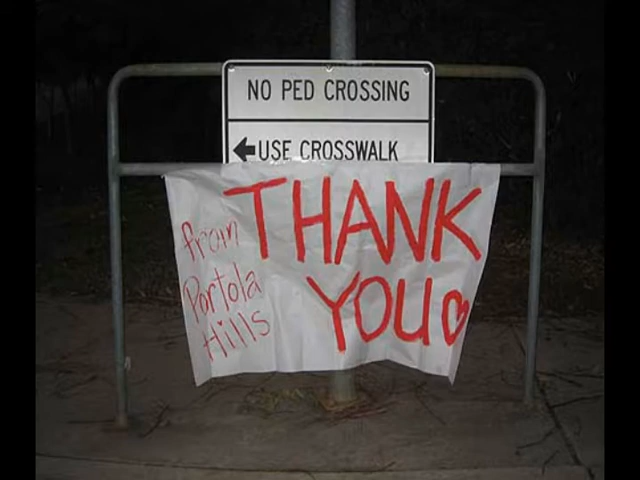 NO PED CROSSING
USE CROSSWALK
THANK
YOU
from
Portola
Hills